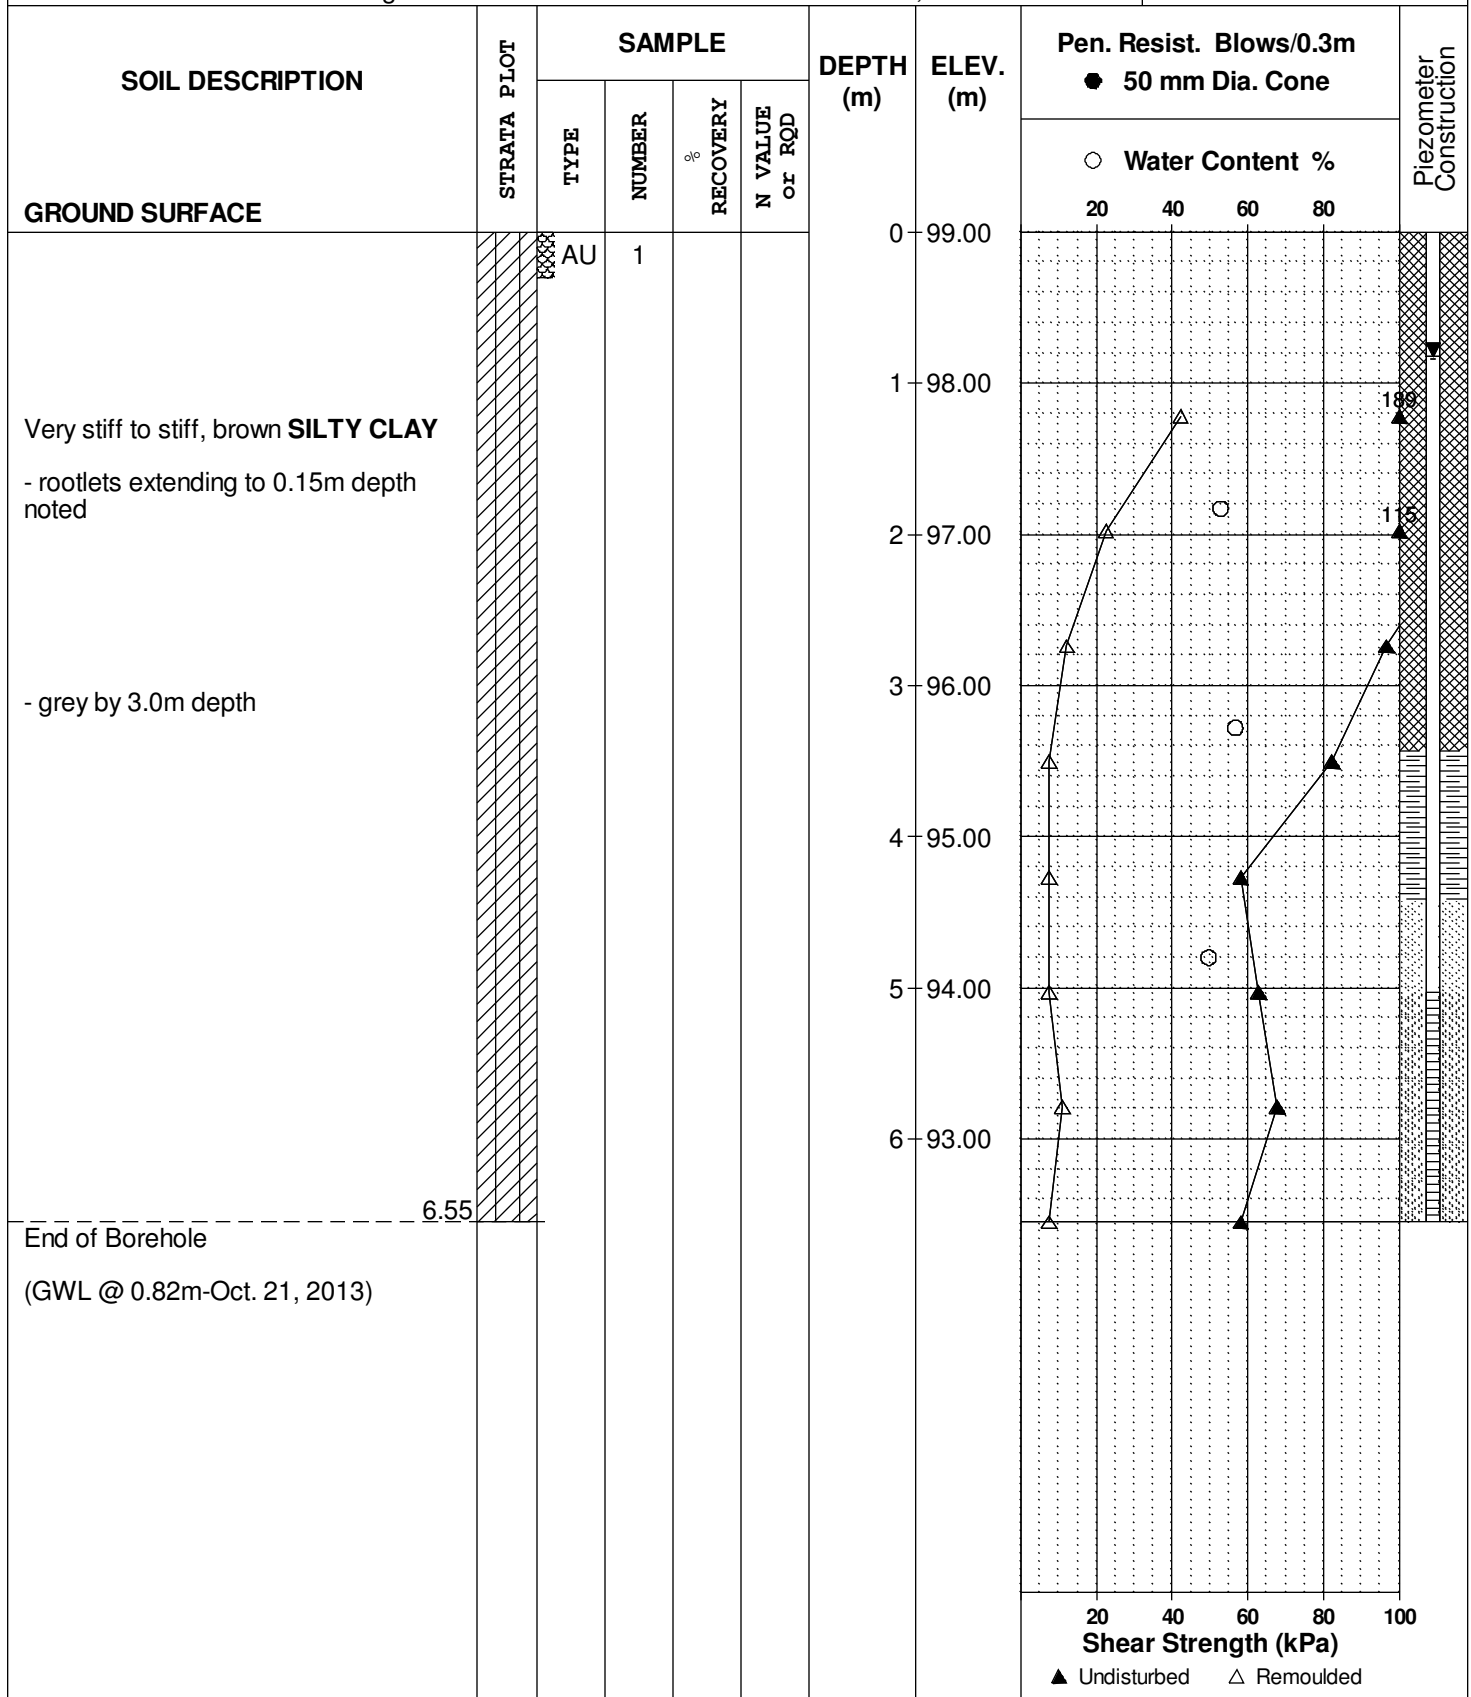 SOIL DESCRIPTION
GROUND SURFACE
STRATA PLOT
SAMPLE
TYPE
NUMBER
%
RECOVERY
N VALUE
or RQD
DEPTH
(m)
ELEV.
(m)
Pen. Resist. Blows/0.3m
● 50 mm Dia. Cone
○ Water Content %
20 40 60 80
Piezometer
Construction
0 99.00
AU 1
1 98.00
189
Very stiff to stiff, brown SILTY CLAY
- rootlets extending to 0.15m depth
noted
115
2 97.00
3 96.00
- grey by 3.0m depth
4 95.00
5 94.00
6 93.00
6.55
End of Borehole
(GWL @ 0.82m-Oct. 21, 2013)
20 40 60 80 100
Shear Strength (kPa)
▲ Undisturbed △ Remoulded